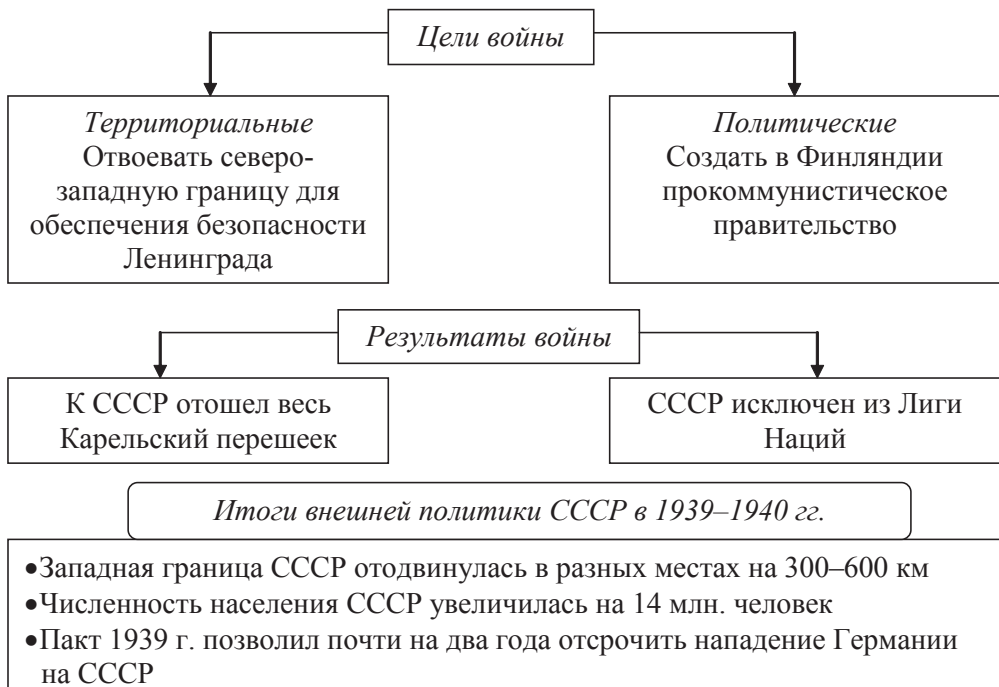 Цели войны
Территориальные
Отвоевать северо-
западную границу для
обеспечения безопасности
Ленинграда
Политические
Создать в Финляндии
прокоммунистическое
правительство
Результаты войны
К СССР отошел весь
Карельский перешеек
СССР исключен из Лиги
Наций
Итоги внешней политики СССР в 1939–1940 гг.
•Западная граница СССР отодвинулась в разных местах на 300–600 км
•Численность населения СССР увеличилась на 14 млн. человек
•Пакт 1939 г. позволил почти на два года отсрочить нападение Германии
на СССР